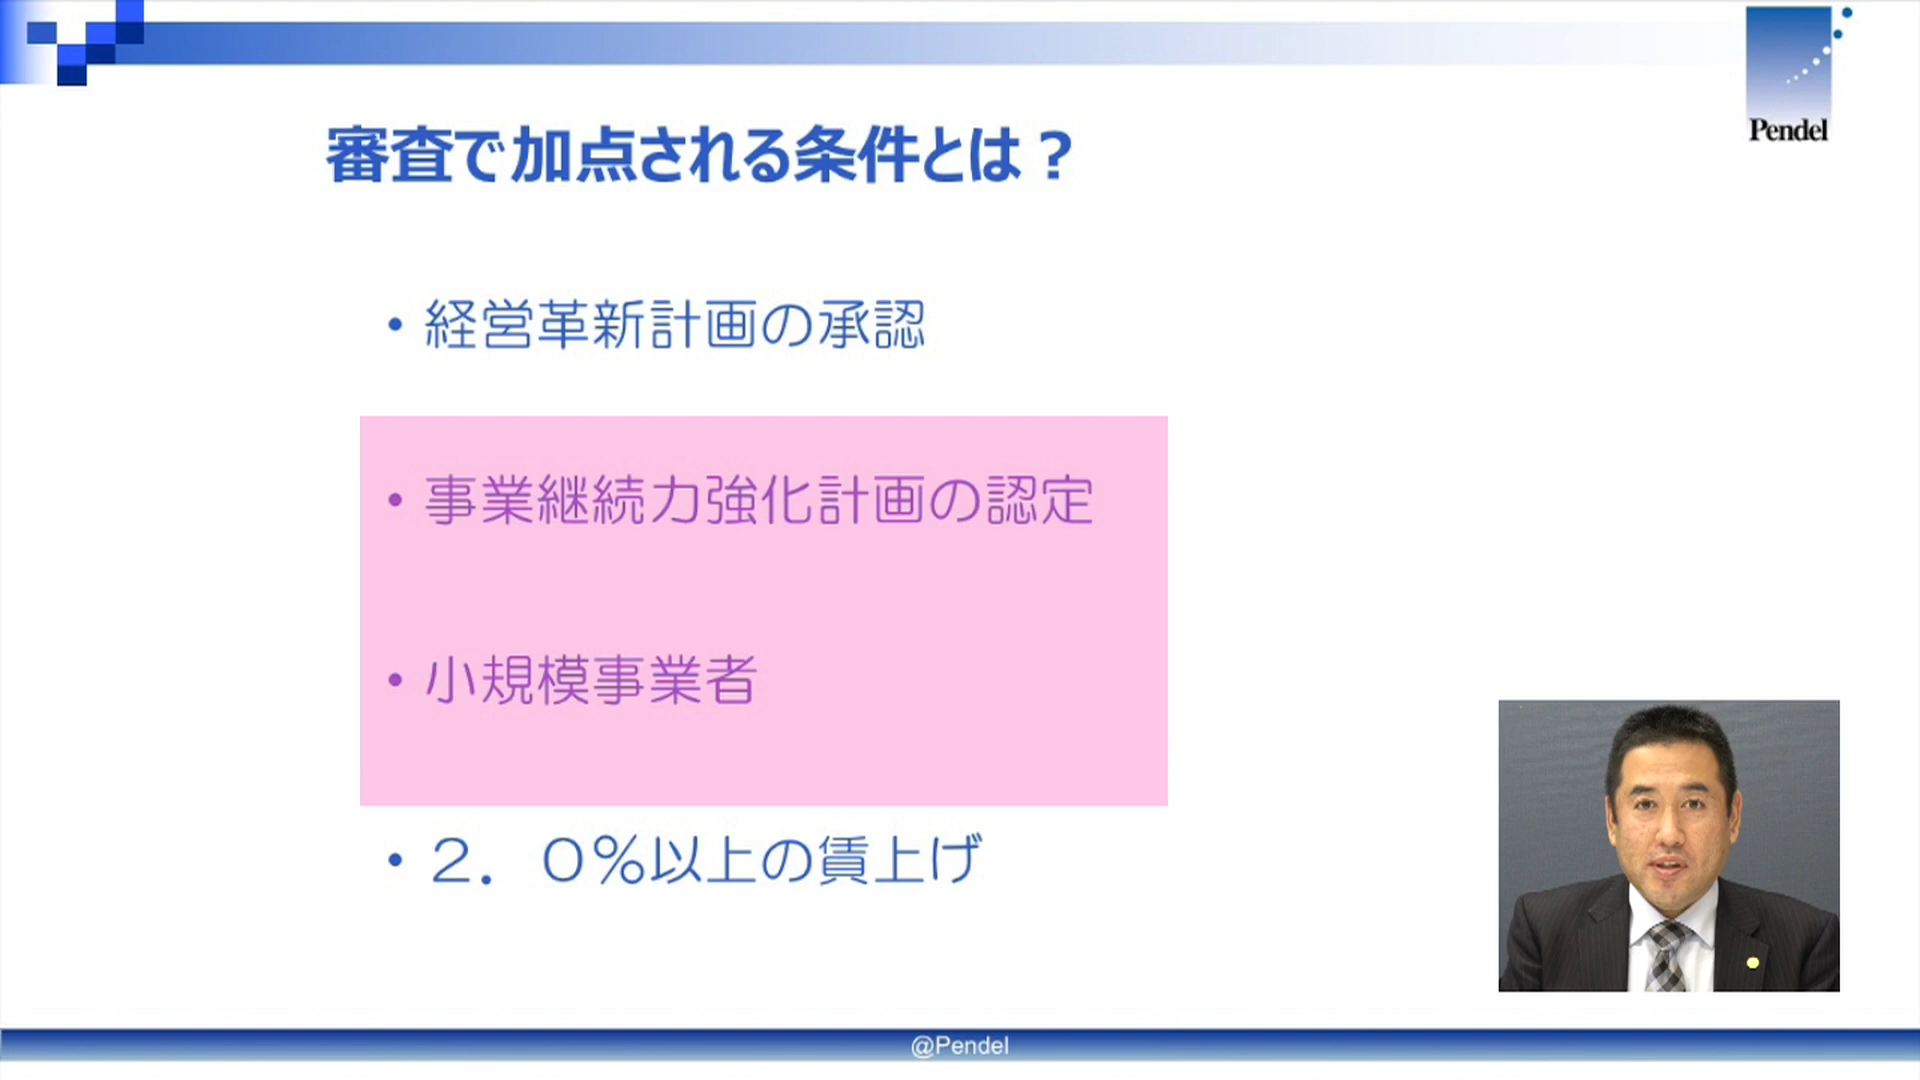 Pendel
審査で加点される条件とは？
・経営革新計画の承認
・事業継続力強化計画の認定
・小規模事業者
・２．０％以上の賃上げ
@Pendel